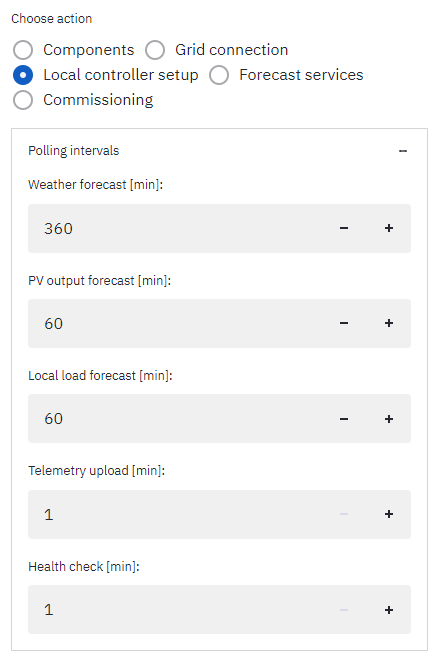 Choose action
Components Grid connection
Local controller setup Forecast services
Commissioning
Polling intervals −
Weather forecast [min]:
360 − +
PV output forecast [min]:
60 − +
Local load forecast [min]:
60 − +
Telemetry upload [min]:
1 − +
Health check [min]:
1 − +